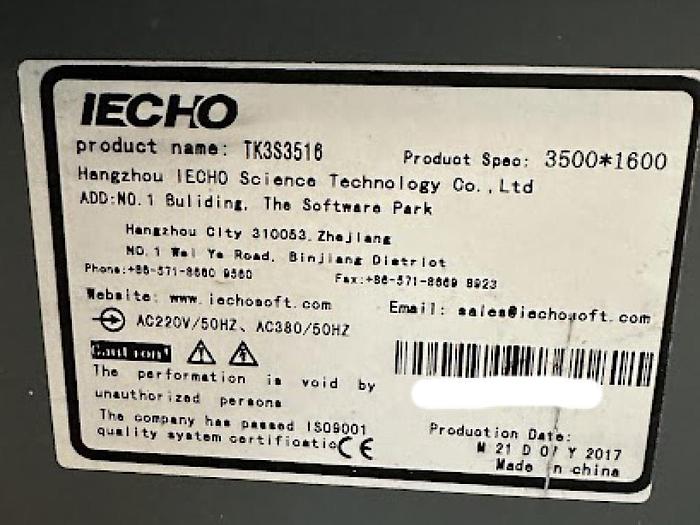 IECHO
product name: TK3S3516 Product Spec: 3500*1600
Hangzhou IECHO Science Technology Co.,Ltd
ADD:NO.1 Buliding, The Software Park
Hangzhou City 310053, Zhejiang
NO.1 Wei Ye Road, Binjiang District
Phone:+86-571-8660 9560 Fax:+86-571-8669 8923
Website: www.iechosoft.com Email: sales@iechosoft.com
AC220V/50HZ、AC380/50HZ
Caution!
The performation is void by
unauthorized persons
The company has passed ISO9001
quality system certificatio CE
Production Date:
M 21 D Y 2017
Made in china